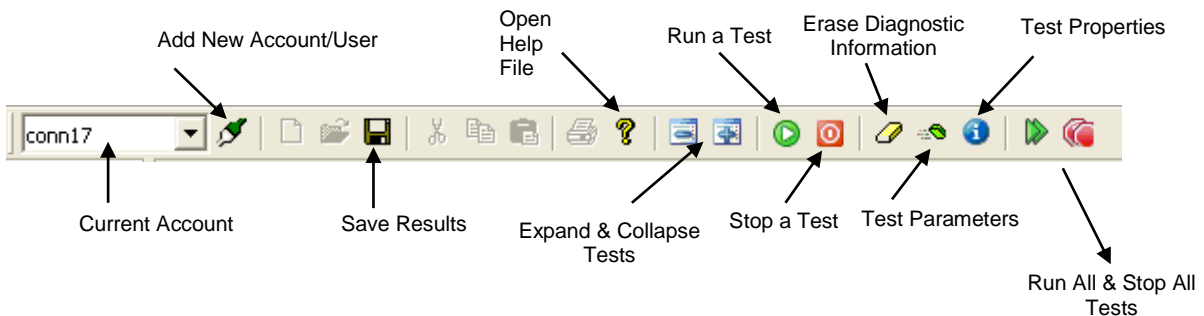 Add New Account/User
Open
Help
File
Run a Test
Erase Diagnostic
Information
Test Properties
conn17
Current Account
Save Results
Expand & Collapse
Tests
Stop a Test
Test Parameters
Run All & Stop All
Tests